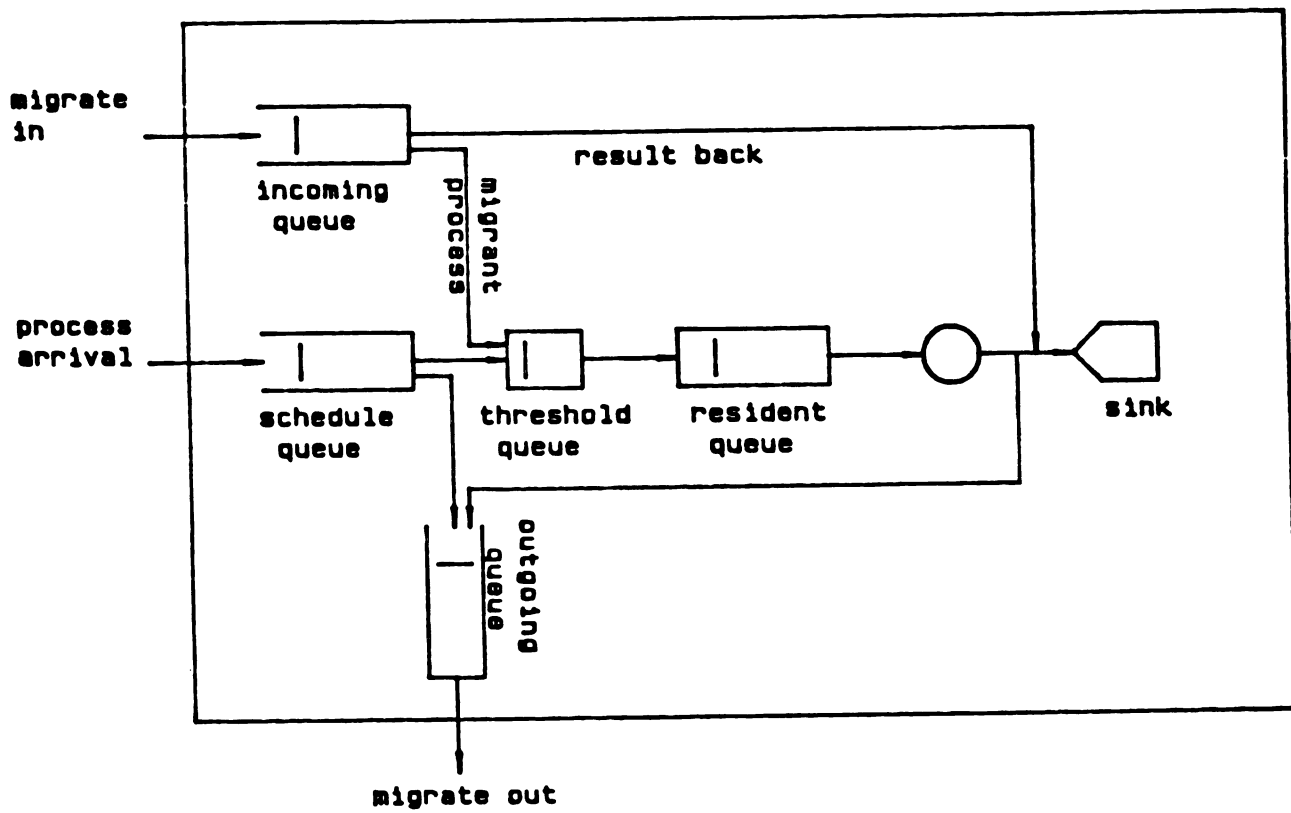 migrate
in
result back
incoming
queue
migrant
process
process
arrival
schedule
queue
threshold
queue
resident
queue
sink
outgoing
queue
migrate out